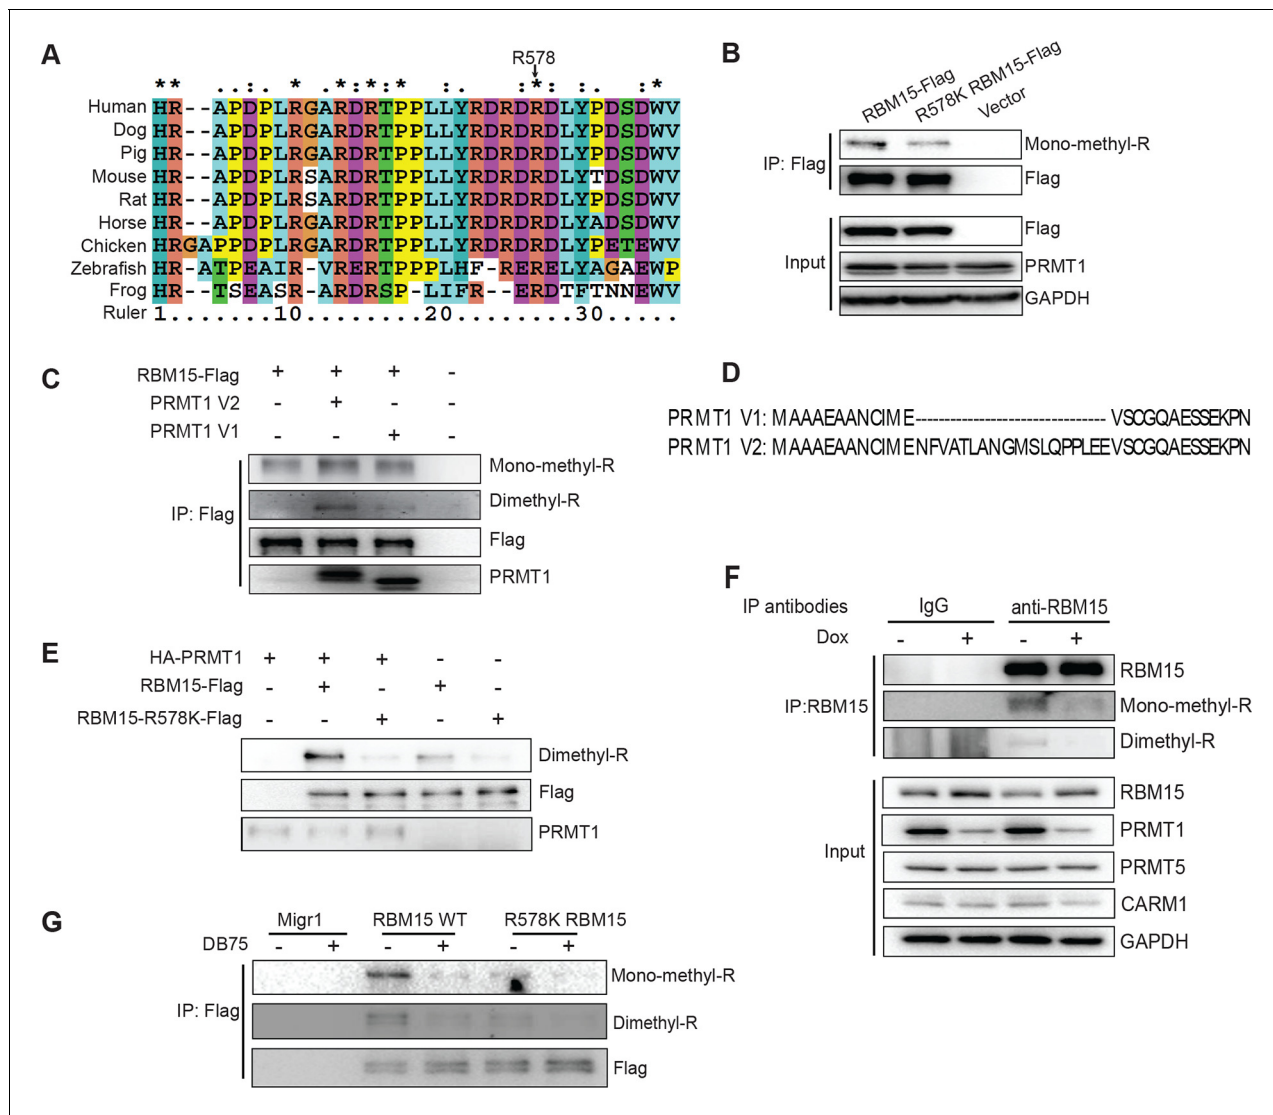 A
R578
** ..:. * .*.*:* :. :*.:. :*.
Human HR--APDPLRGARDRTPPLLYRDRDRDLYPDSDWV
Dog HR--APDPLRGARDRTPPLLYRDRDRDLYPDSDWV
Pig HR--APDPLRGARDRTPPLLYRDRDRDLYPDSDWV
Mouse HR--APDPLRSARDRTPPLLYRDRDRDLYTDSDWV
Rat HR--APDPLRSARDRTPPLLYRDRDRDLYTDSDWV
Horse HR--APDPLRGARDRTPPLLYRDRDRDLYADSDWV
Chicken HRGAPPDPLRGARDRTPPLLYRDRDRDLYPETEWV
Zebrafish HR-ATPEAIR-VRERTPPPLHF-RERELYAGAEWP
Frog HR--TSEASR-ARDRSP-LIFR--ERDTFTNNEWV
Ruler 1........10.........20.........30......
B
RBM15-Flag
R578K RBM15-Flag
Vector
IP: Flag
Mono-methyl-R
Flag
Input
Flag
PRMT1
GAPDH
C
RBM15-Flag + + + -
PRMT1 V2 - + - -
PRMT1 V1 - - + -
IP: Flag
Mono-methyl-R
Dimethyl-R
Flag
PRMT1
D
PRMT1 V1: MAAAEAANCIME------------------------------------VSCGQAESSEKPN
PRMT1 V2: MAAAEAANCIMENFVATLANGMSLQPPLEEVSCGQAESSEKPN
E
HA-PRMT1 + + + - -
RBM15-Flag - + - + -
RBM15-R578K-Flag - - + - +
Dimethyl-R
Flag
PRMT1
F
IP antibodies IgG anti-RBM15
Dox - + - +
IP:RBM15
RBM15
Mono-methyl-R
Dimethyl-R
Input
RBM15
PRMT1
PRMT5
CARM1
GAPDH
G
Migr1 RBM15 WT R578K RBM15
DB75 - + - + - +
IP: Flag
Mono-methyl-R
Dimethyl-R
Flag